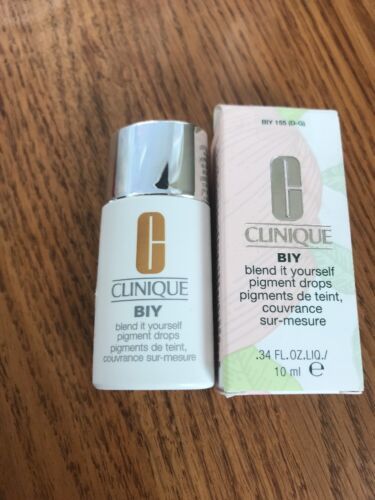 CLINIQUE
BIY
blend it yourself
pigment drops
pigments de teint,
couvrance sur-mesure
BIY 155 (D-G)
CLINIQUE
BIY
blend it yourself
pigment drops
pigments de teint,
couvrance
sur-mesure
.34 FL.OZ.LIQ./
10 ml e